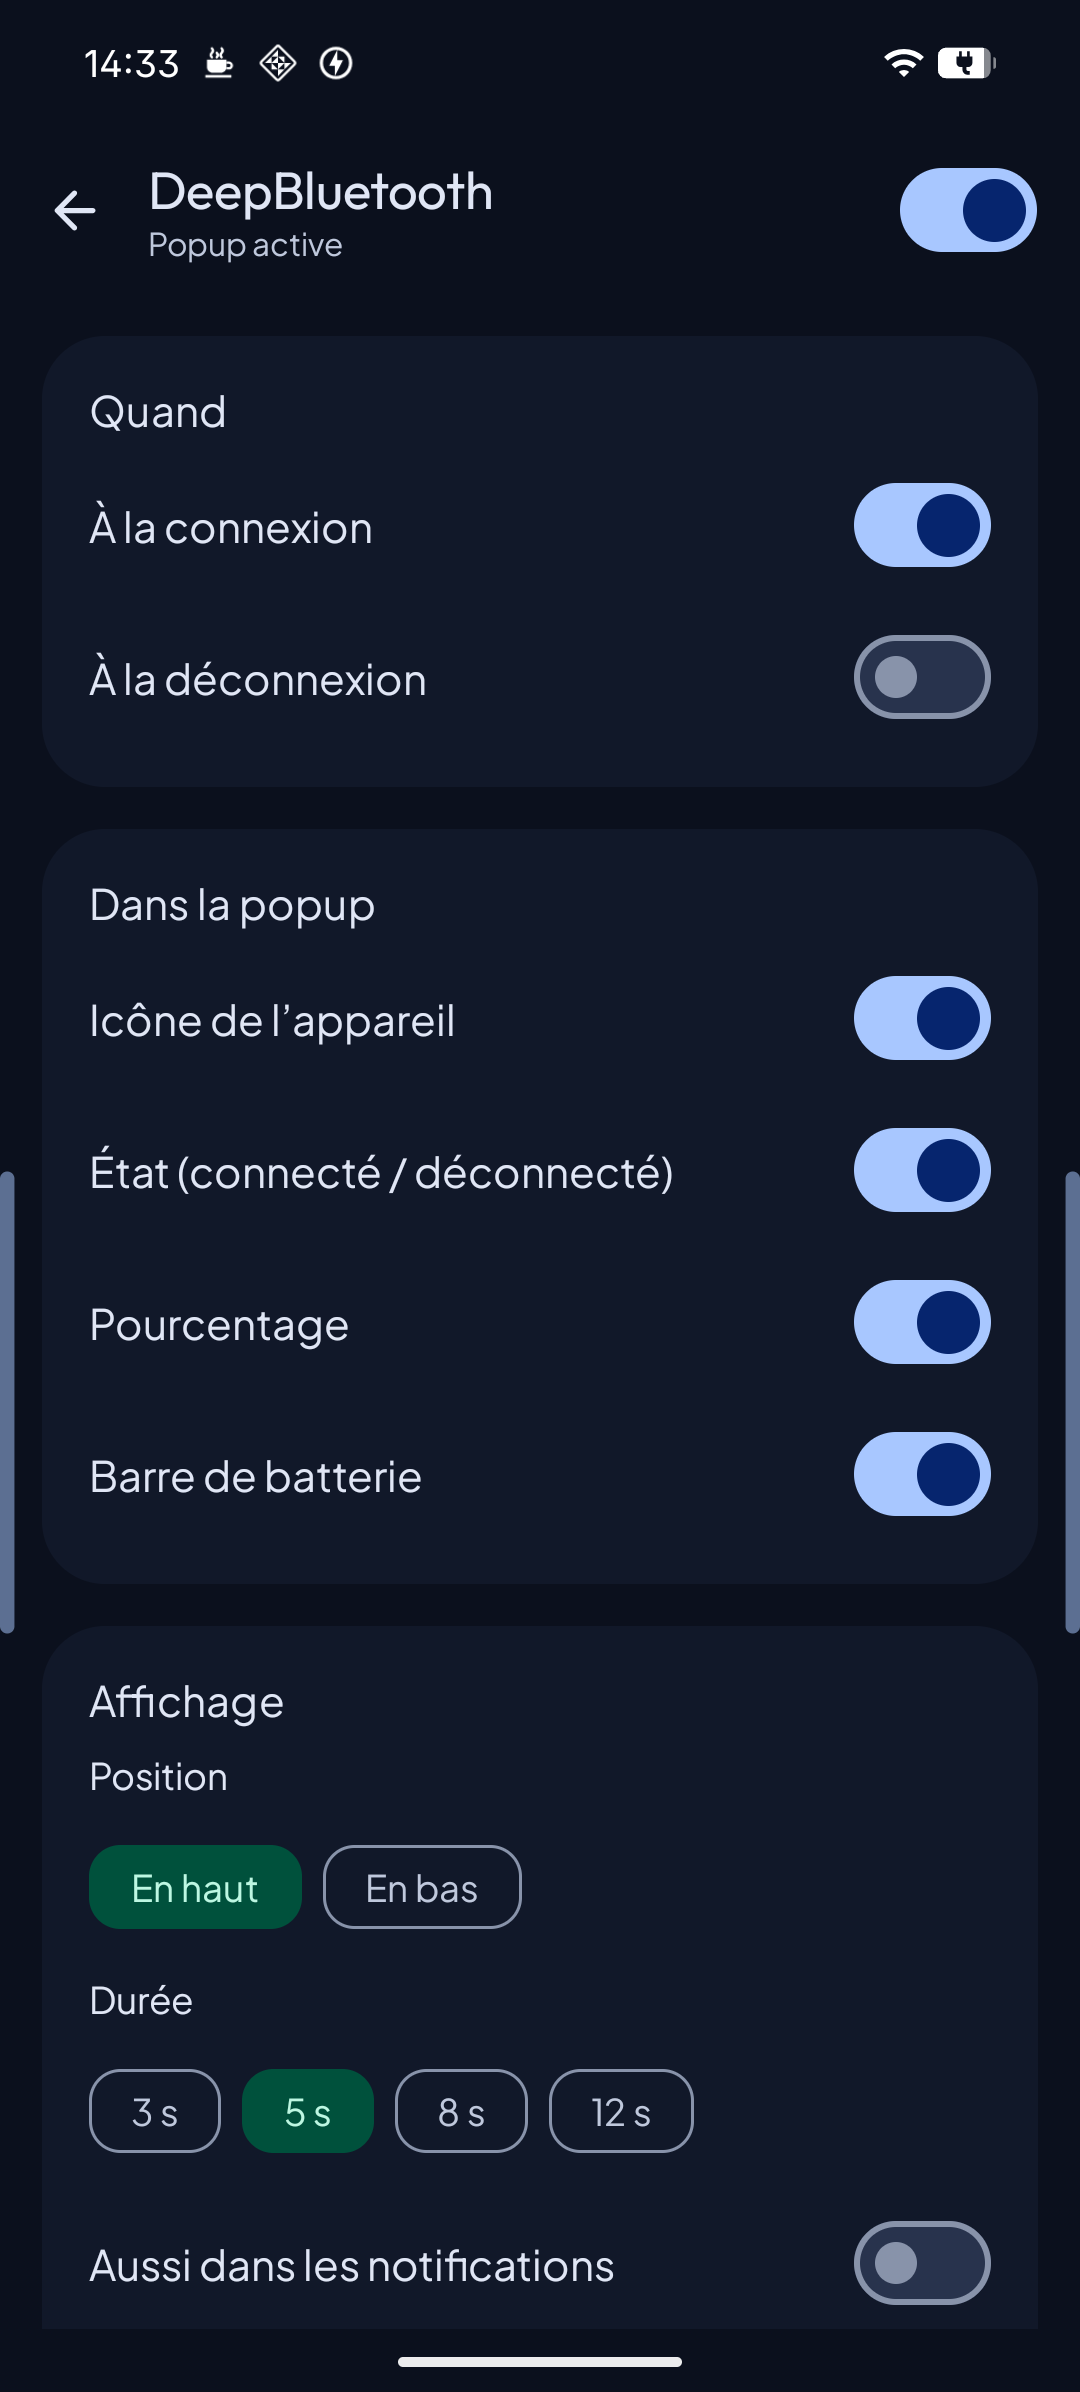 14:33
DeepBluetooth
Popup active
Quand
À la connexion
À la déconnexion
Dans la popup
Icône de l’appareil
État (connecté / déconnecté)
Pourcentage
Barre de batterie
Affichage
Position
En haut
En bas
Durée
3 s
5 s
8 s
12 s
Aussi dans les notifications